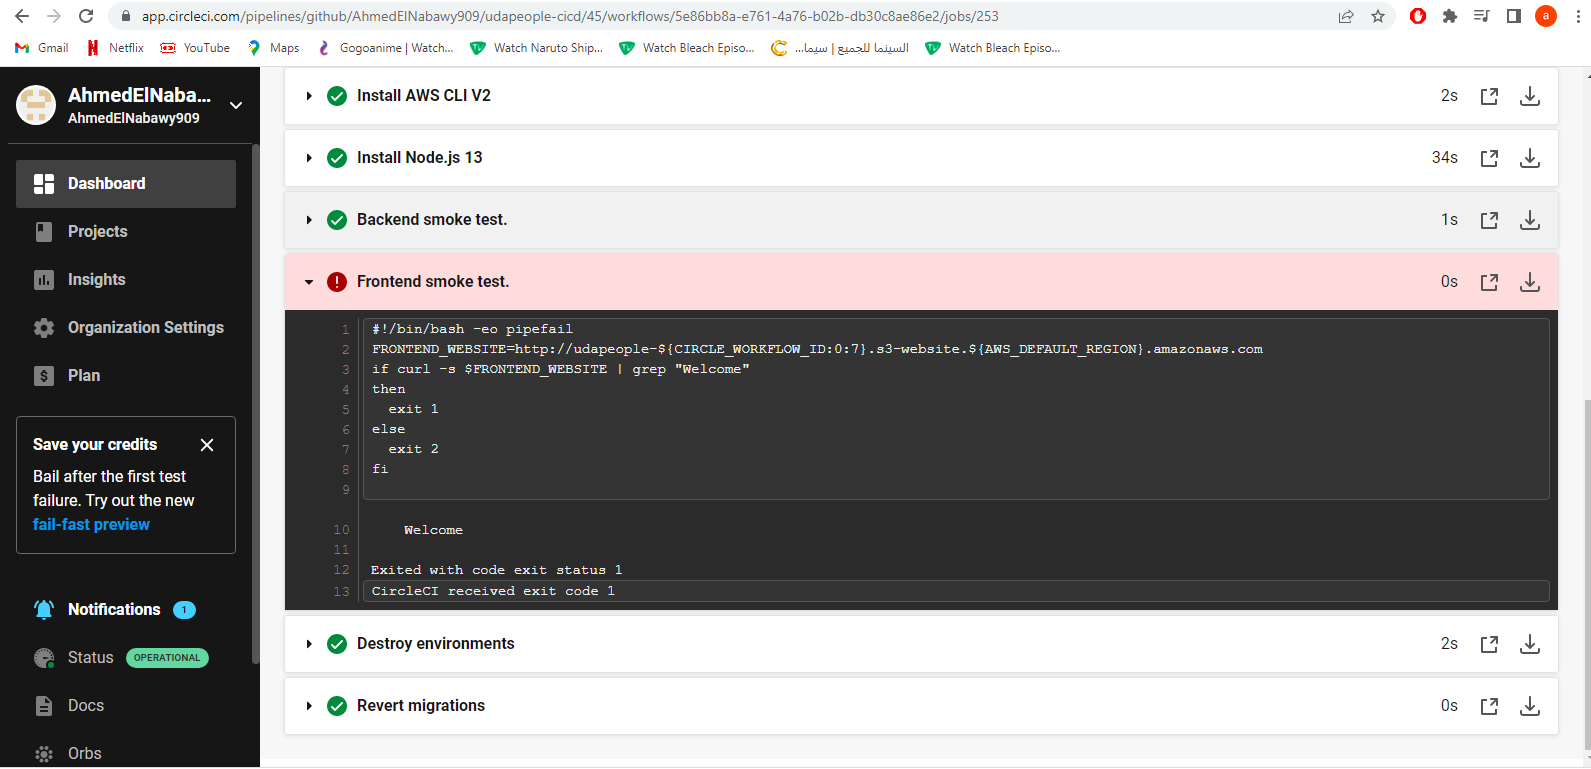 app.circleci.com/pipelines/github/AhmedElNabawy909/udapeople-cicd/45/workflows/5e86bb8a-e761-4a76-b02b-db30c8ae86e2/jobs/253
a
Gmail
Netflix
YouTube
Maps
Gogoanime | Watch...
Watch Naruto Ship...
Watch Bleach Episo...
السينما للجميع | سيما...
Watch Bleach Episo...
AhmedElNaba...
AhmedElNabawy909
Dashboard
Projects
Insights
Organization Settings
Plan
Save your credits
Bail after the first test
failure. Try out the new
fail-fast preview
Notifications 1
Status OPERATIONAL
Docs
Orbs
Install AWS CLI V2 2s
Install Node.js 13 34s
Backend smoke test. 1s
Frontend smoke test. 0s
1 #!/bin/bash -eo pipefail
2 FRONTEND_WEBSITE=http://udapeople-${CIRCLE_WORKFLOW_ID:0:7}.s3-website.${AWS_DEFAULT_REGION}.amazonaws.com
3 if curl -s $FRONTEND_WEBSITE | grep "Welcome"
4 then
5   exit 1
6 else
7   exit 2
8 fi
9
10     Welcome
11
12 Exited with code exit status 1
13 CircleCI received exit code 1
Destroy environments 2s
Revert migrations 0s